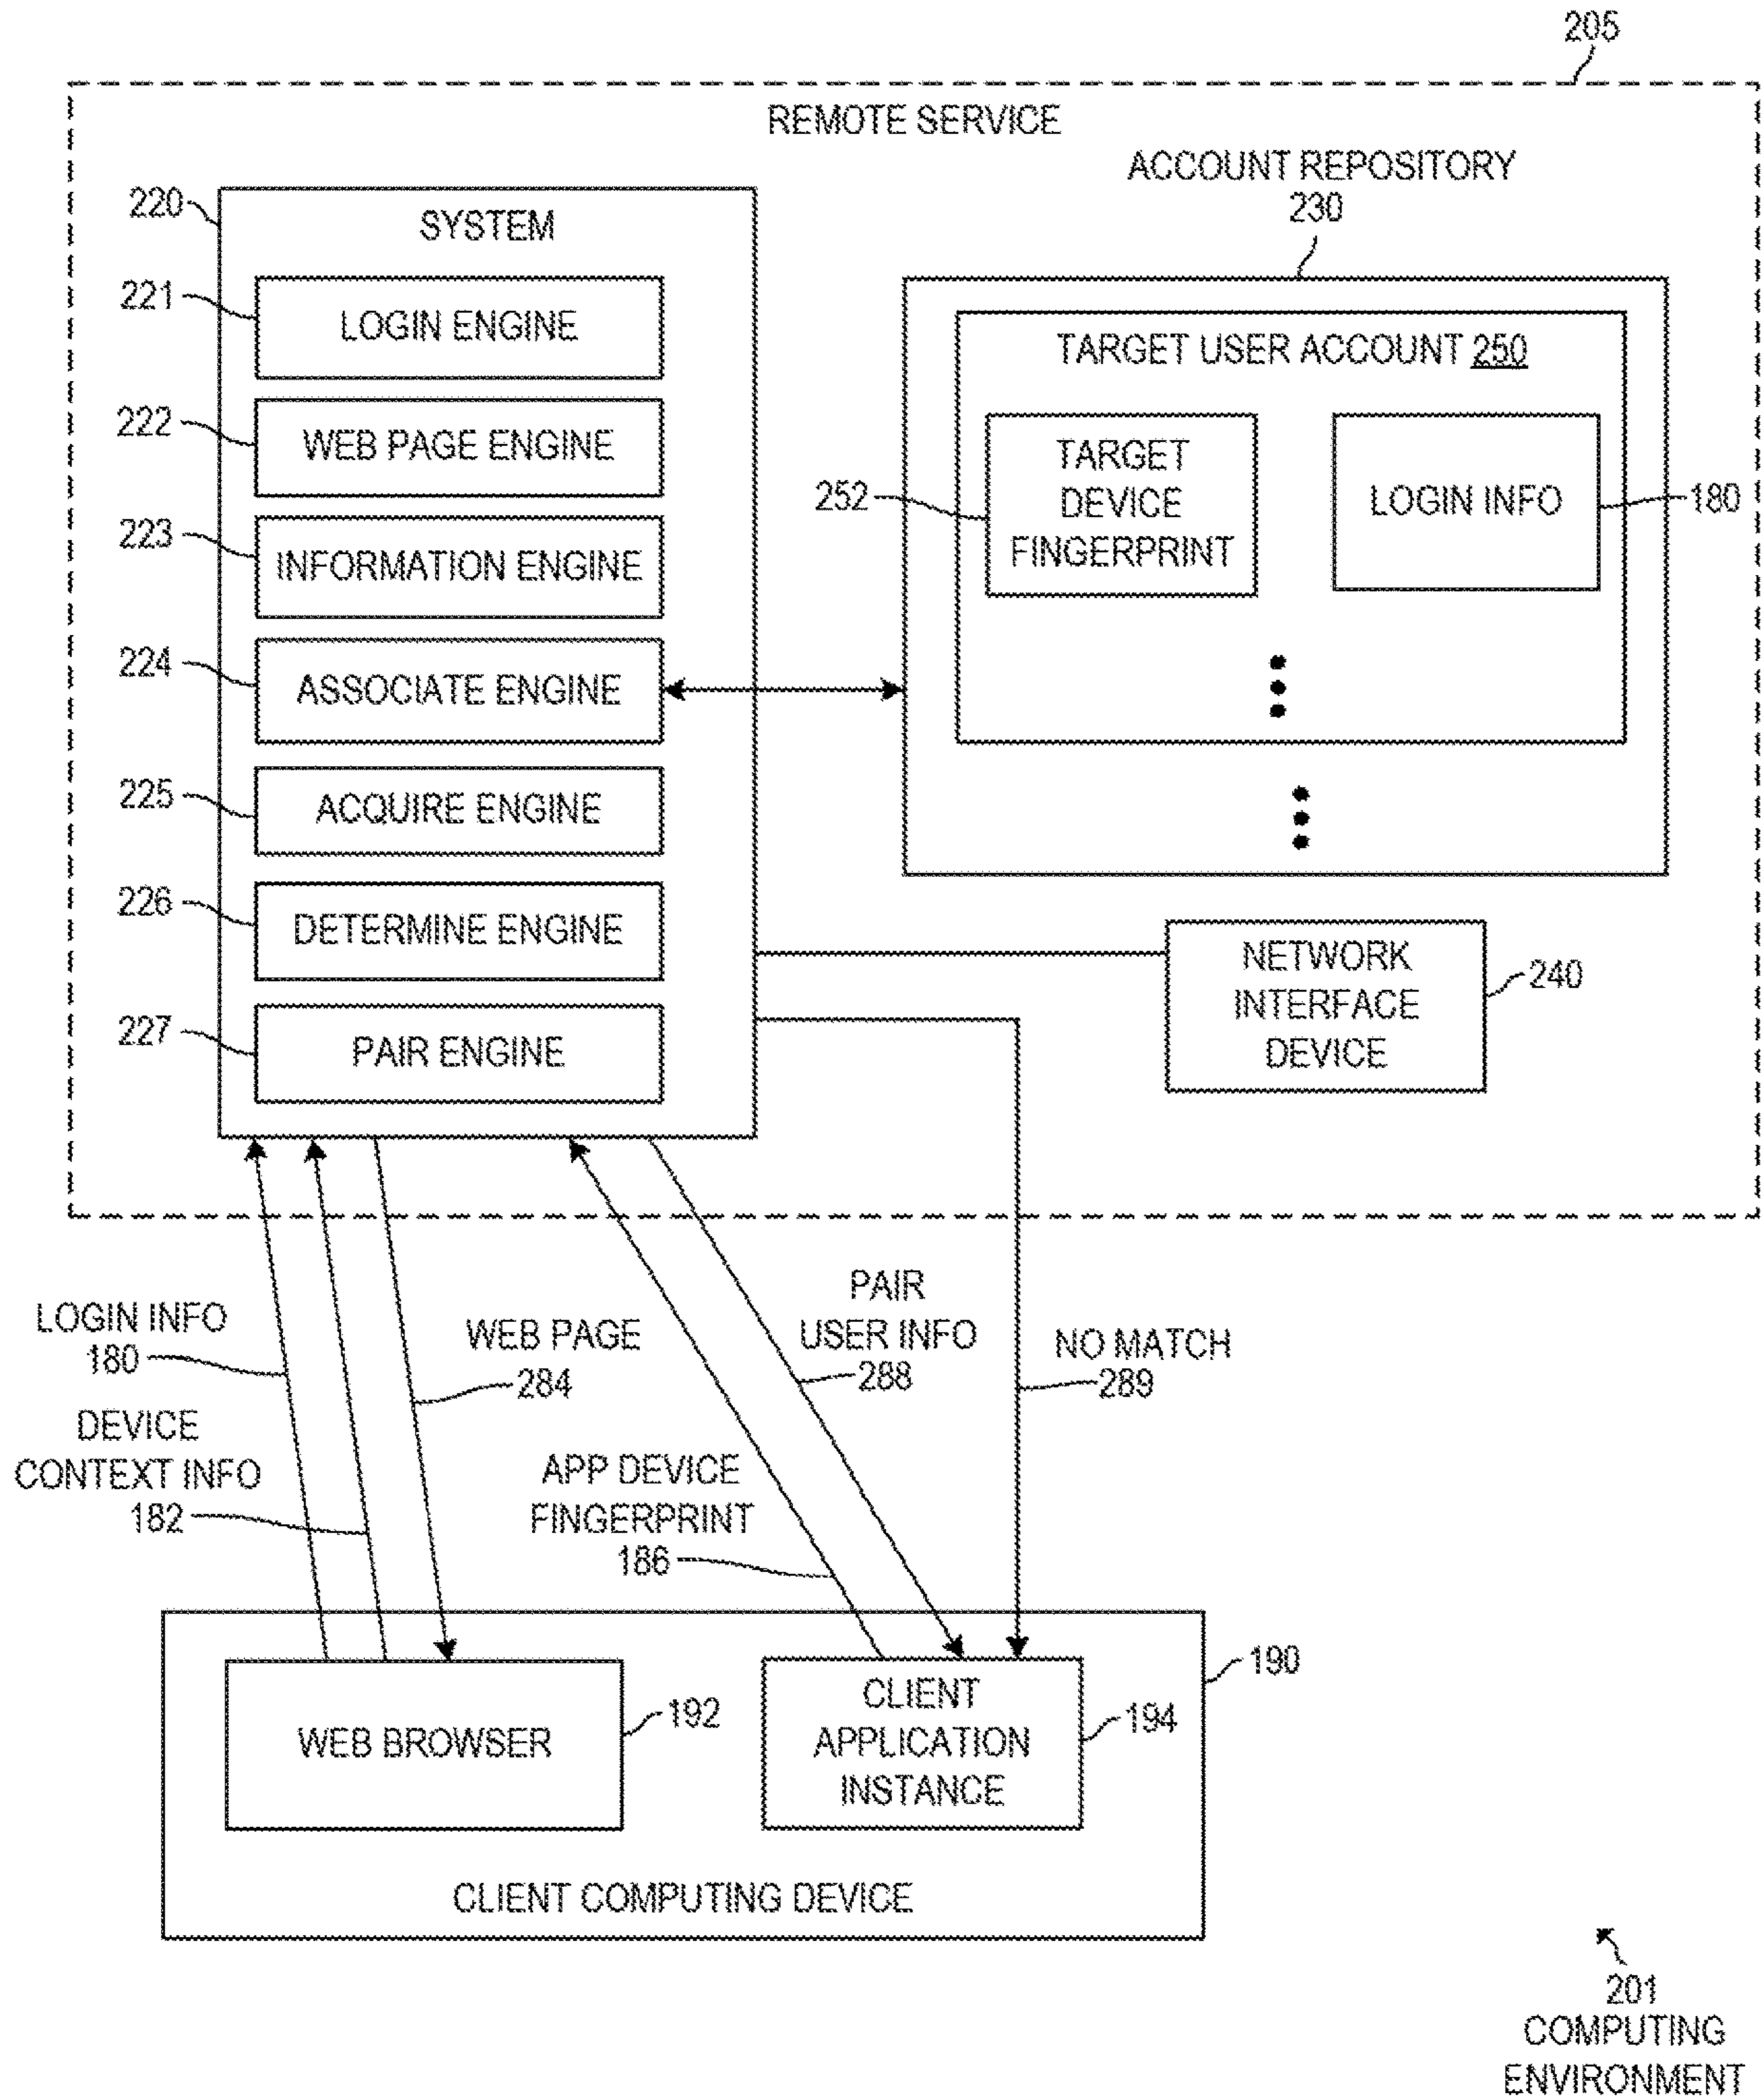 205
REMOTE SERVICE
ACCOUNT REPOSITORY
230
220
SYSTEM
221
LOGIN ENGINE
222
WEB PAGE ENGINE
223
INFORMATION ENGINE
224
ASSOCIATE ENGINE
225
ACQUIRE ENGINE
226
DETERMINE ENGINE
227
PAIR ENGINE
TARGET USER ACCOUNT 250
252
TARGET
DEVICE
FINGERPRINT
LOGIN INFO
180
NETWORK
INTERFACE
DEVICE
240
LOGIN INFO
180
DEVICE
CONTEXT INFO
182
WEB PAGE
284
APP DEVICE
FINGERPRINT
186
PAIR
USER INFO
288
NO MATCH
289
190
WEB BROWSER
192
CLIENT
APPLICATION
INSTANCE
194
CLIENT COMPUTING DEVICE
201
COMPUTING
ENVIRONMENT